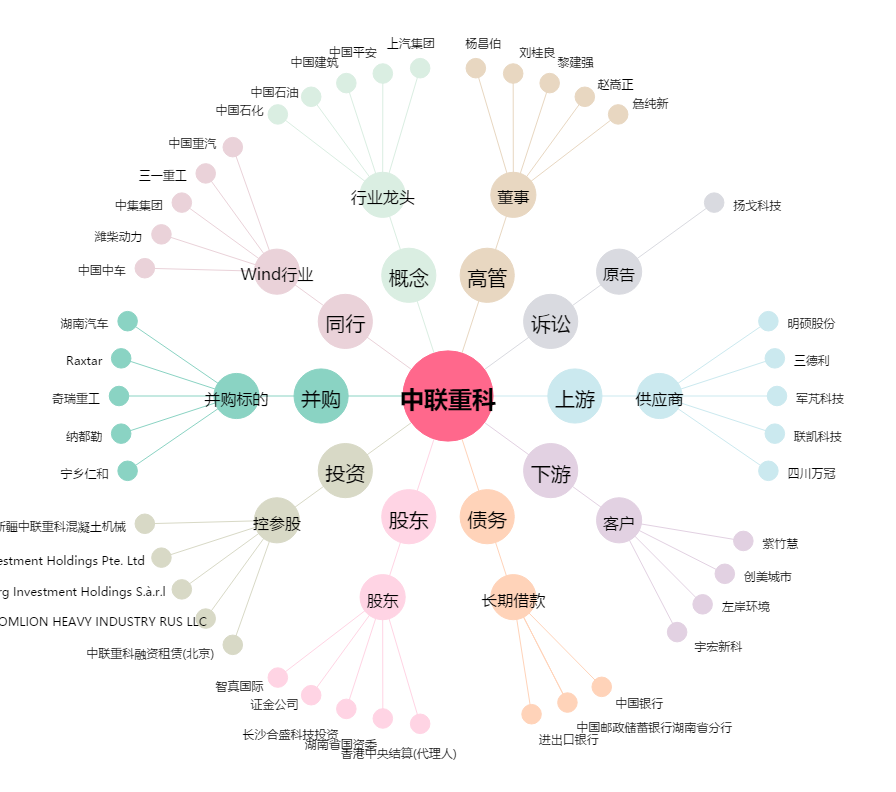 上汽集团
杨昌伯
中国平安
刘桂良
中国建筑
黎建强
中国石油
赵嵩正
中国石化
危纯新
中国重汽
三一重工
行业龙头
董事
中集集团
扬戈科技
潍柴动力
中国中车
Wind行业
概念
高管
原告
湖南汽车
同行
诉讼
明硕股份
Raxtar
三德利
奇瑞重工
并购标的
并购
中联重科
上游
供应商
军芃科技
纳都勒
联凯科技
宁乡仁和
投资
下游
四川万冠
新疆中联重科混凝土机械
控参股
股东
债务
客户
紫竹慧
estment Holdings Pte. Ltd
创美城市
rg Investment Holdings S.à.r.l
股东
长期借款
左岸环境
OMLION HEAVY INDUSTRY RUS LLC
宇宏新科
中联重科融资租赁(北京)
智真国际
证金公司
中国银行
长沙合盛科技投资
中国邮政储蓄银行湖南省分行
湖南省国资委
进出口银行
香港中央结算(代理人)